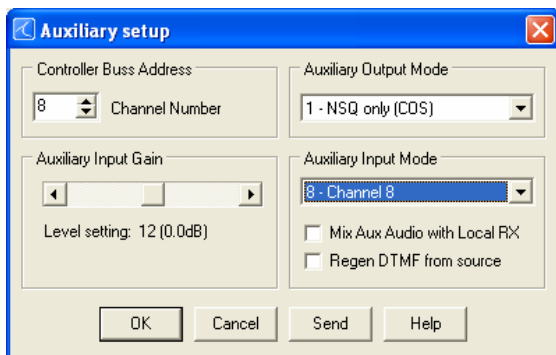 Auxiliary setup
Controller Buss Address
8 Channel Number
Auxiliary Output Mode
1 - NSQ only (COS)
Auxiliary Input Gain
Level setting: 12 (0.0dB)
Auxiliary Input Mode
8 - Channel 8
Mix Aux Audio with Local RX
Regen DTMF from source
OK Cancel Send Help